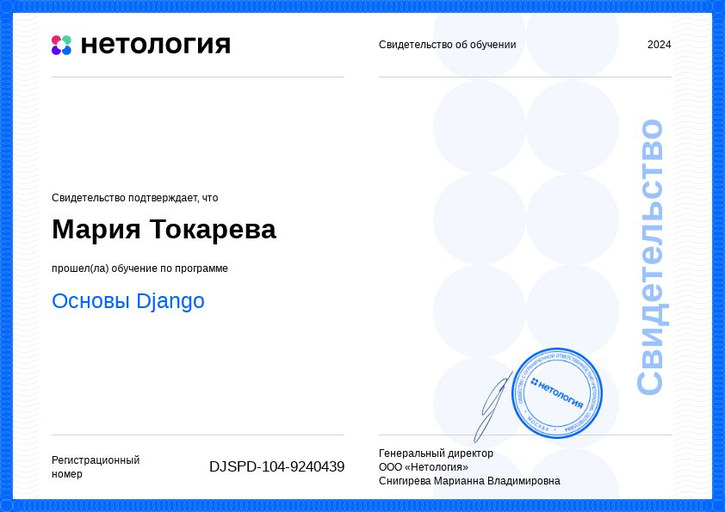 нетология
Свидетельство об обучении
2024
Свидетельство подтверждает, что
Мария Токарева
прошел(ла) обучение по программе
Основы Django
Свидетельство
нетология
Регистрационный
номер
DJSPD-104-9240439
Генеральный директор
ООО «Нетология»
Снигирева Марианна Владимировна